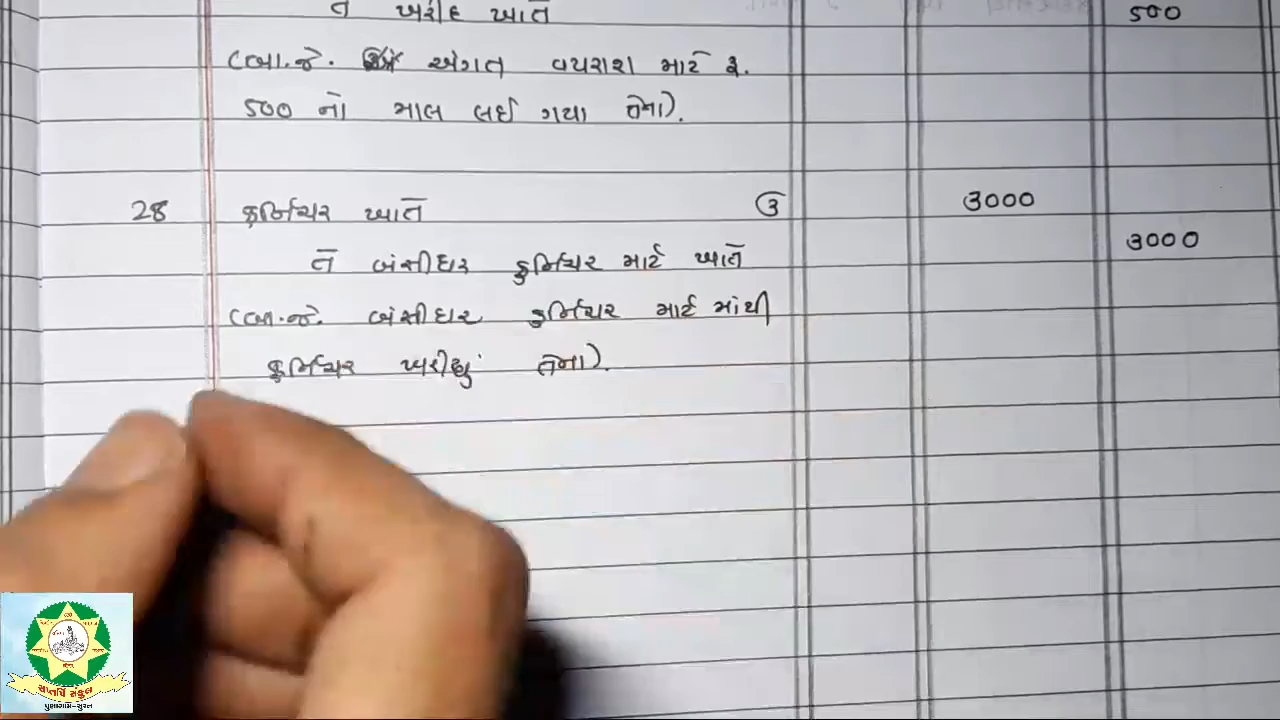 તે ખરીદ ખાતે 500
(બા.જે. અંગત વપરાશ માટે રૂ.
500 નો માલ લઈ ગયા તેના).
28 ફર્નિચર ખાતે ઉ 3000
તે બંસીધર ફર્નિચર માર્ટ ખાતે 3000
(બા.જે. બંસીધર ફર્નિચર માર્ટ માંથી
ફર્નિચર ખરીદ્યું તેના).
સંકુલ
પુણાગામ-સુરત